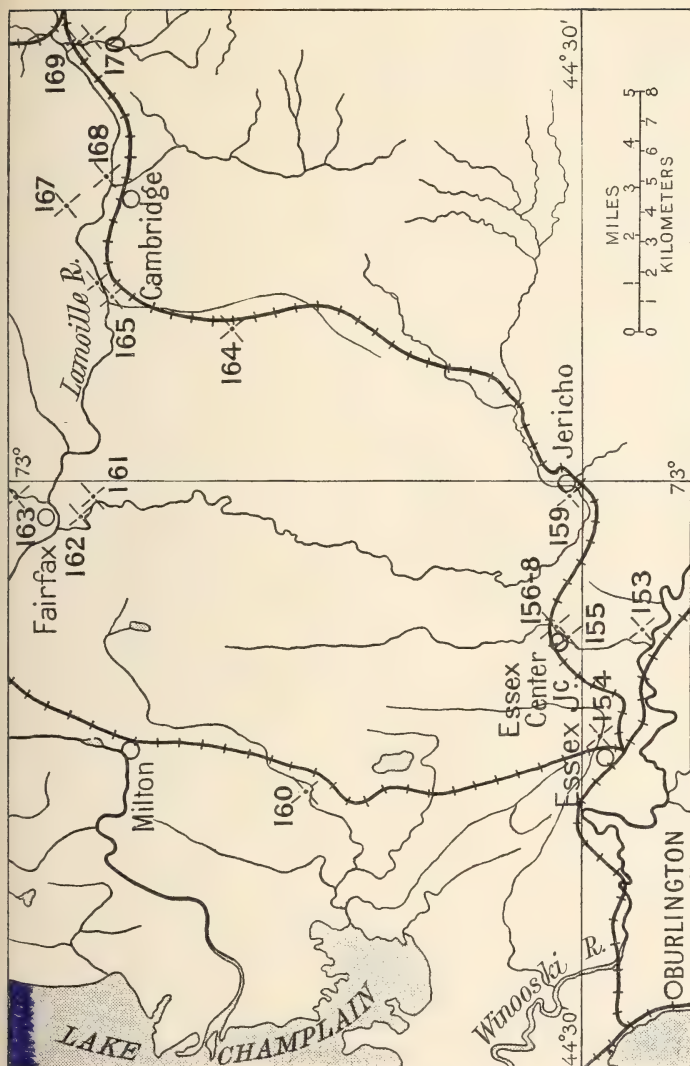 169
170
167
168
Lamoille R.
Cambridge
165
164
44°30'
MILES
0 1 2 3 4 5
0 1 2 3 4 5 6 7 8
KILOMETERS
73°
163
Fairfax
162
161
Jericho
159
73°
156-8
Essex
Center
155
153
Essex Jc.
154
Milton
160
LAKE
CHAMPLAIN
Winooski R.
BURLINGTON
44°30'